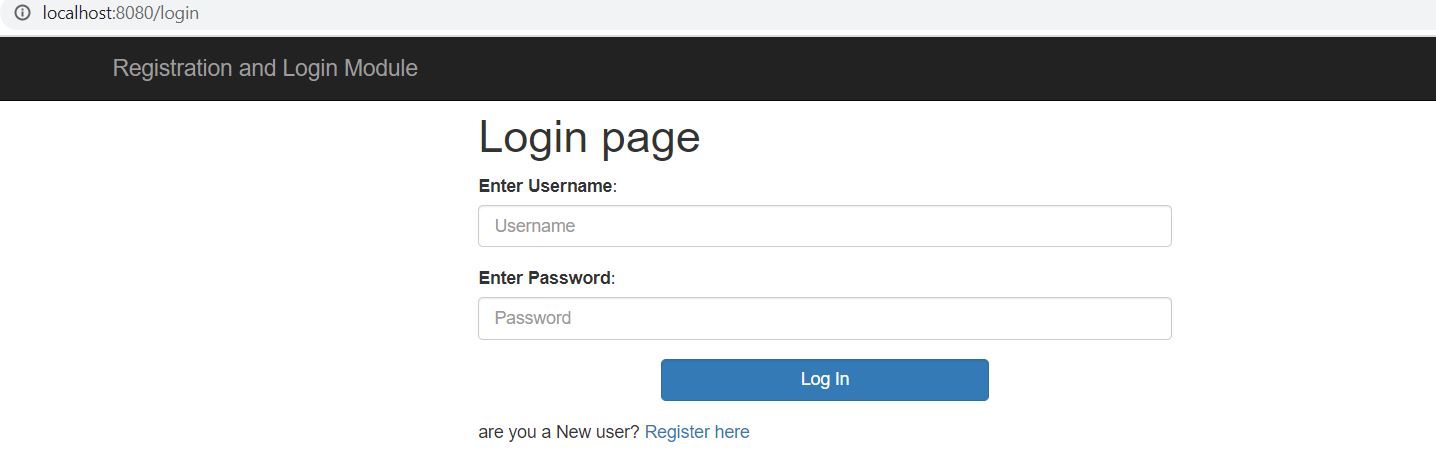 localhost:8080/login
Registration and Login Module
Login page
Enter Username:
Username
Enter Password:
Password
Log In
are you a New user? Register here